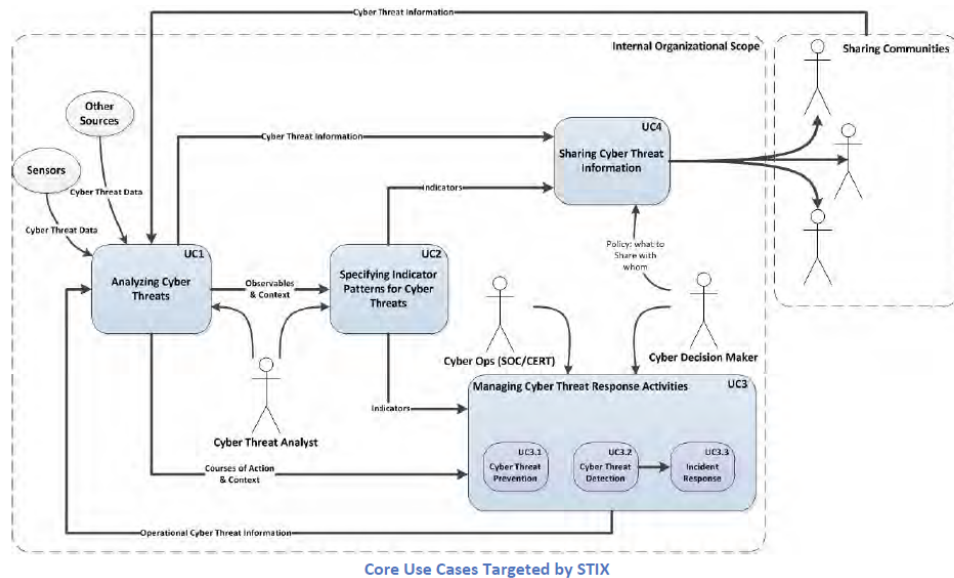 Cyber Threat Information
Internal Organizational Scope
Sharing Communities
Other
Sources
Sensors
Cyber Threat Data
Cyber Threat Data
Cyber Threat Information
UC4
Sharing Cyber Threat
Information
Indicators
UC1
Analyzing Cyber
Threats
Observables
& Context
UC2
Specifying Indicator
Patterns for Cyber
Threats
Policy: what to
Share with
whom
Cyber Ops (SOC/CERT)
Cyber Decision Maker
Cyber Threat Analyst
Indicators
Managing Cyber Threat Response Activities
UC3
UC3.1
Cyber Threat
Prevention
UC3.2
Cyber Threat
Detection
UC3.3
Incident
Response
Courses of Action
& Context
Operational Cyber Threat Information
Core Use Cases Targeted by STIX